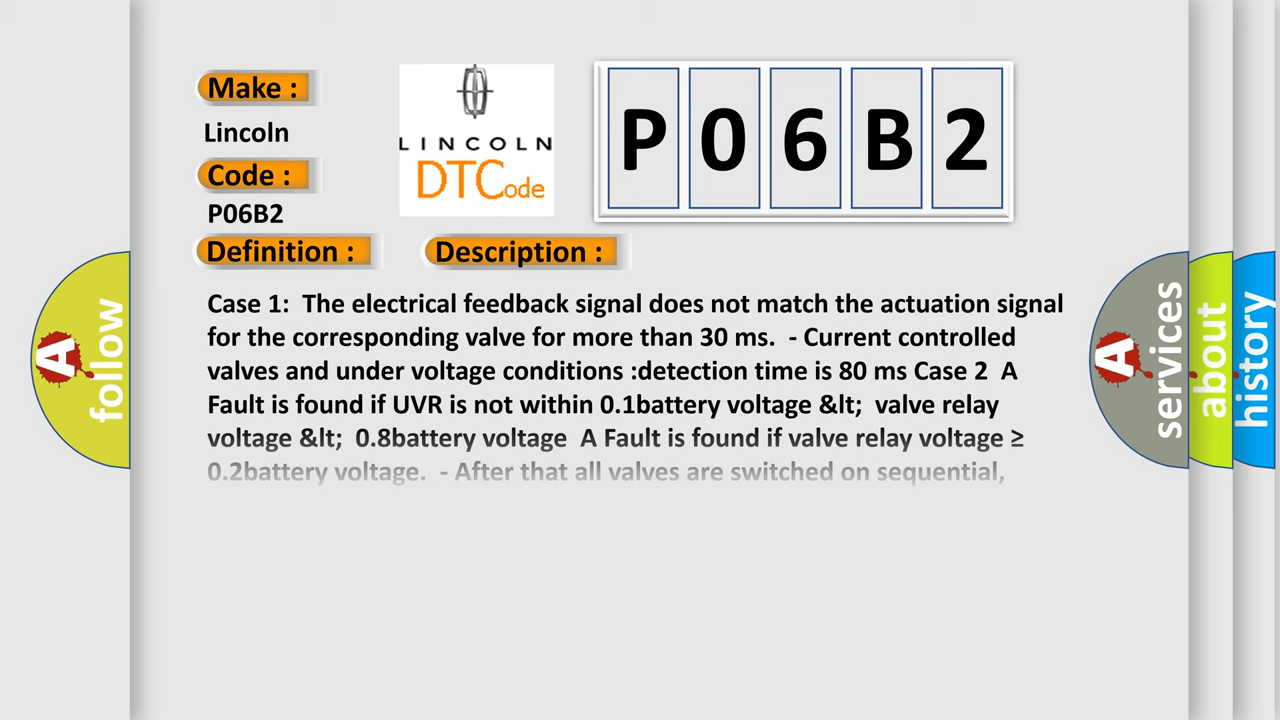 Make :
Lincoln
Code :
P06B2
Definition :
Description :
LINCOLN
DTCode
P06B2
Case 1:  The electrical feedback signal does not match the actuation signal
for the corresponding valve for more than 30 ms.  - Current controlled
valves and under voltage conditions :detection time is 80 ms Case 2  A
Fault is found if UVR is not within 0.1battery voltage &lt;  valve relay
voltage &lt;  0.8battery voltage  A Fault is found if valve relay voltage ≥
0.2battery voltage.  - After that all valves are switched on sequential,
A follow
A services
about
history